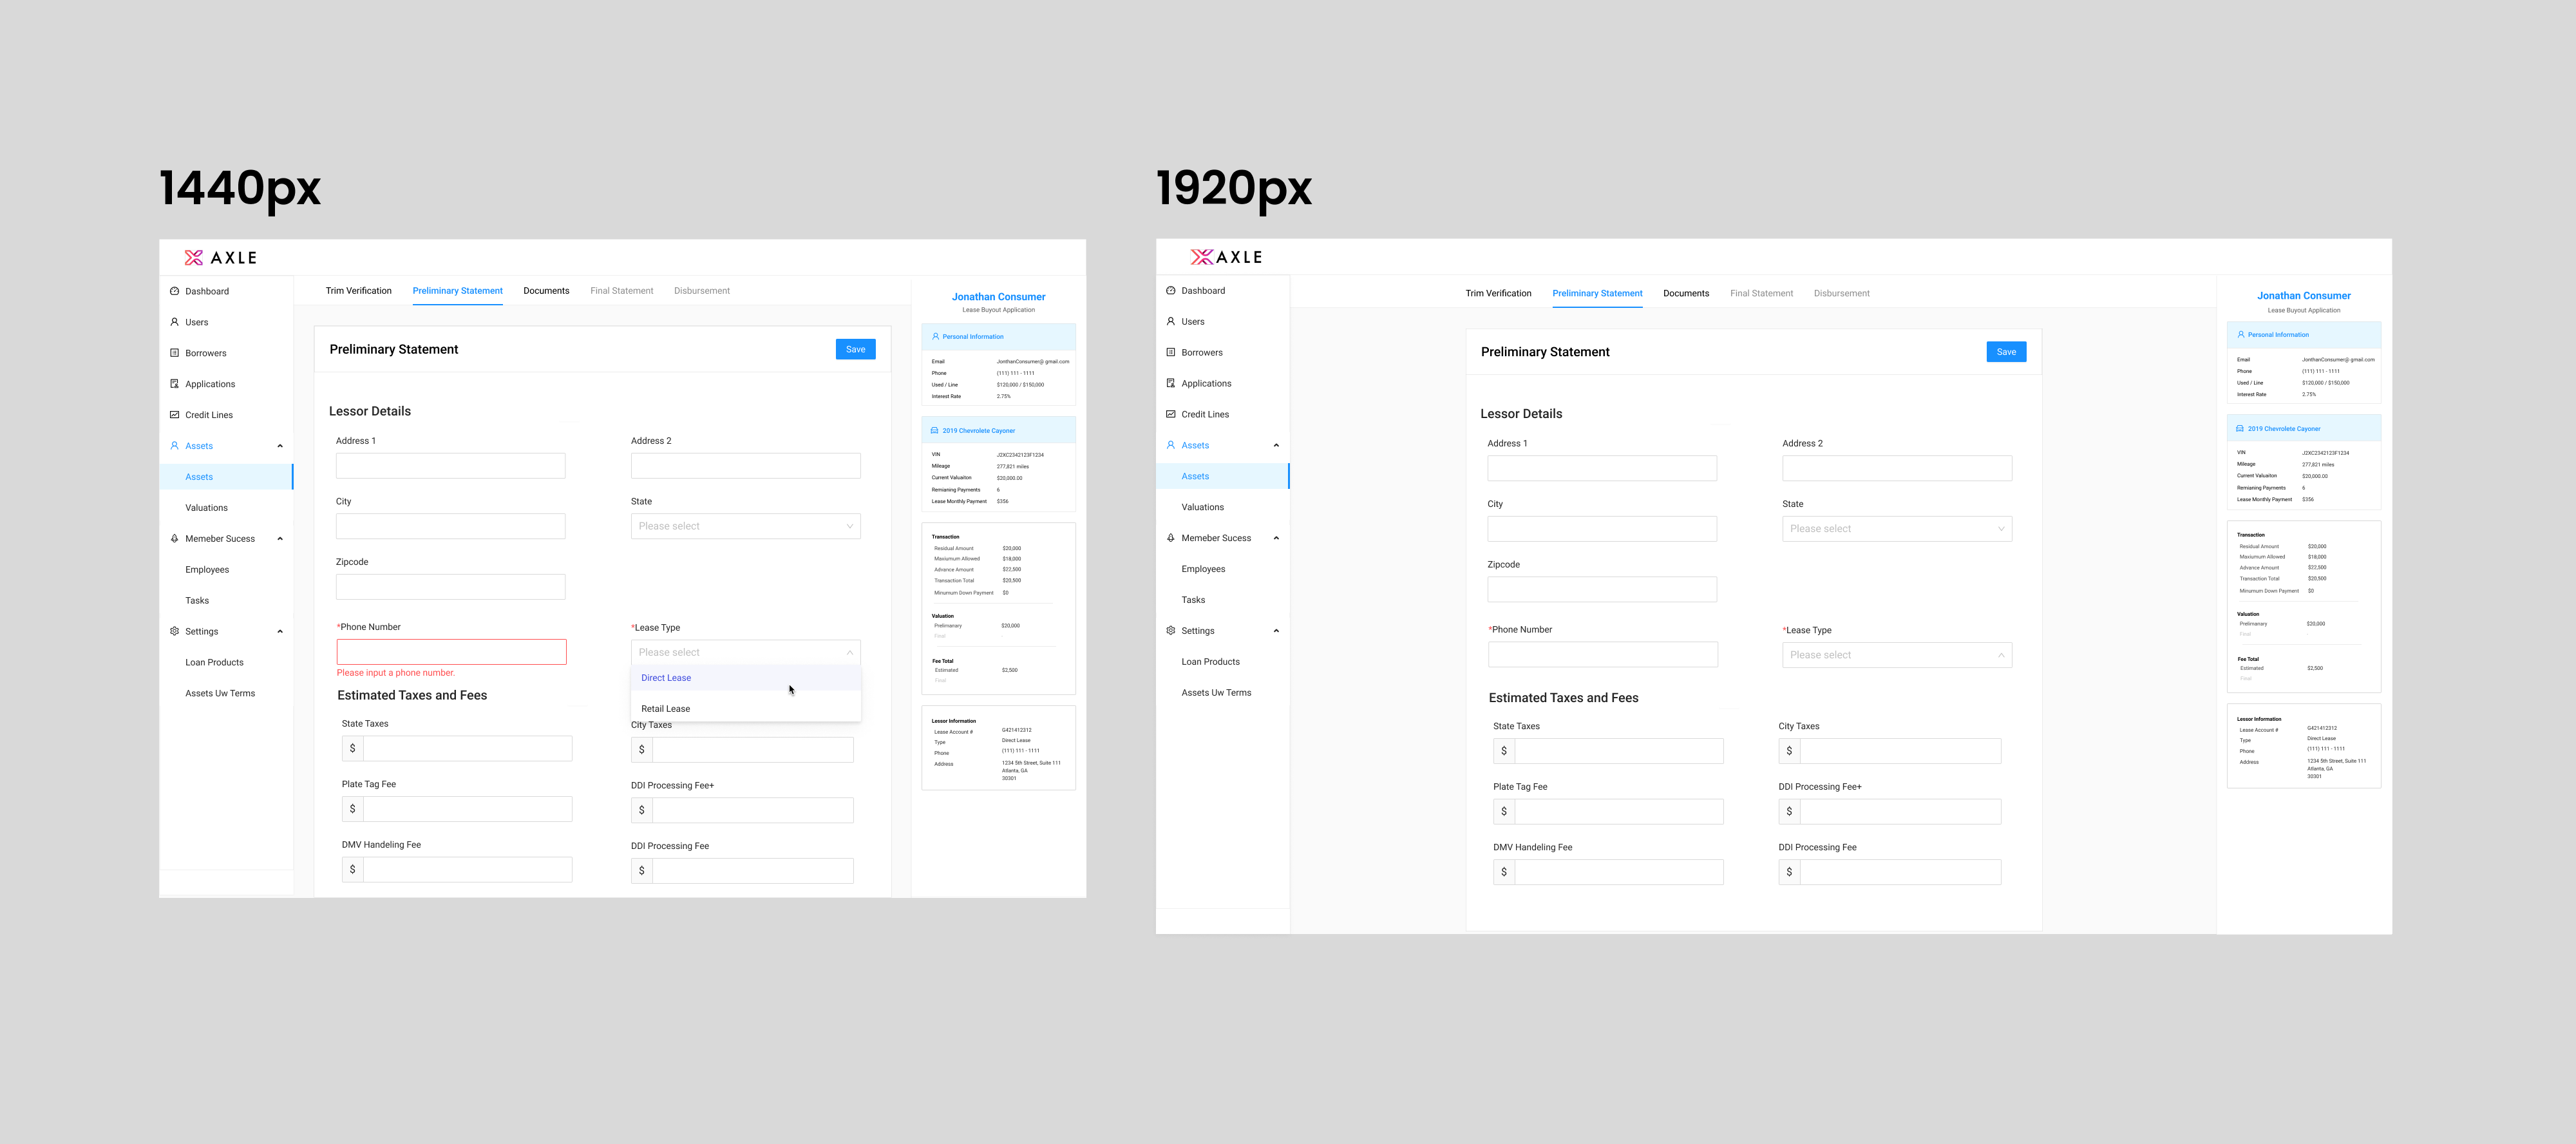 1440px
AXLE
Dashboard
Users
Borrowers
Applications
Credit Lines
Assets
Assets
Valuations
Memeber Sucess
Employees
Tasks
Settings
Loan Products
Assets Uw Terms
Trim Verification Preliminary Statement Documents Final Statement Disbursement
Preliminary Statement Save
Lessor Details
Address 1 Address 2
City State
Please select
Zipcode
*Phone Number *Lease Type
Please select
Please input a phone number.
Direct Lease
Retail Lease
Estimated Taxes and Fees
State Taxes City Taxes
$ $
Plate Tag Fee DDI Processing Fee+
$ $
DMV Handeling Fee DDI Processing Fee
$ $
Jonathan Consumer
Lease Buyout Application
Personal Information
Email JonthanConsumer@ gmail.com
Phone (111) 111 - 1111
Used / Line $120,000 / $150,000
Interest Rate 2.75%
2019 Chevrolete Cayoner
VIN J2XC2342123F1234
Mileage 277,821 miles
Current Valuaiton $20,000.00
Remianing Payments 6
Lease Monthly Payment $356
Transaction
Residual Amount $20,000
Maxiumum Allowed $18,000
Advance Amount $22,500
Transaction Total $20,500
Minumum Down Payment $0
Valuation
Prelimanary $20,000
Final -
Fee Total
Estimated $2,500
Final
Lessor Information
Lease Account # G421412312
Type Direct Lease
Phone (111) 111 - 1111
Address 1234 5th Street, Suite 111
Atlanta, GA
30301
1920px
AXLE
Dashboard
Users
Borrowers
Applications
Credit Lines
Assets
Assets
Valuations
Memeber Sucess
Employees
Tasks
Settings
Loan Products
Assets Uw Terms
Trim Verification Preliminary Statement Documents Final Statement Disbursement
Preliminary Statement Save
Lessor Details
Address 1 Address 2
City State
Please select
Zipcode
*Phone Number *Lease Type
Please select
Estimated Taxes and Fees
State Taxes City Taxes
$ $
Plate Tag Fee DDI Processing Fee+
$ $
DMV Handeling Fee DDI Processing Fee
$ $
Jonathan Consumer
Lease Buyout Application
Personal Information
Email JonthanConsumer@ gmail.com
Phone (111) 111 - 1111
Used / Line $120,000 / $150,000
Interest Rate 2.75%
2019 Chevrolete Cayoner
VIN J2XC2342123F1234
Mileage 277,821 miles
Current Valuaiton $20,000.00
Remianing Payments 6
Lease Monthly Payment $356
Transaction
Residual Amount $20,000
Maxiumum Allowed $18,000
Advance Amount $22,500
Transaction Total $20,500
Minumum Down Payment $0
Valuation
Prelimanary $20,000
Final -
Fee Total
Estimated $2,500
Final
Lessor Information
Lease Account # G421412312
Type Direct Lease
Phone (111) 111 - 1111
Address 1234 5th Street, Suite 111
Atlanta, GA
30301